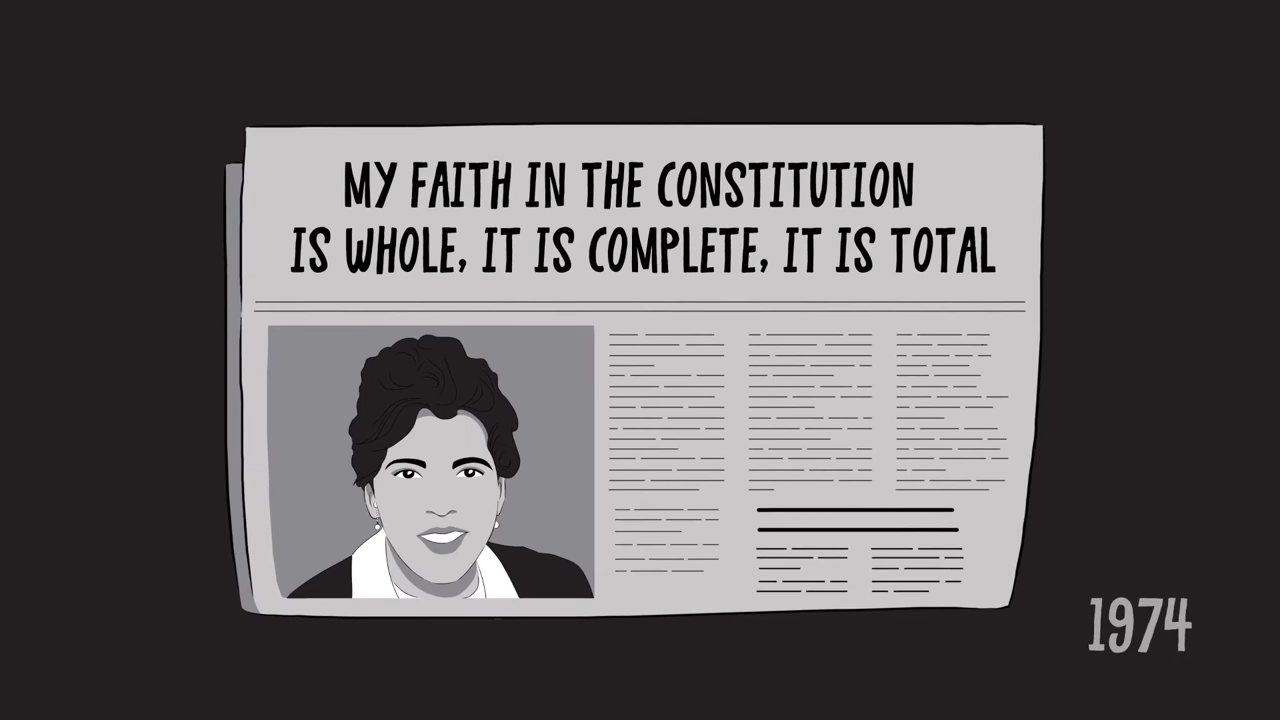 MY FAITH IN THE CONSTITUTION
IS WHOLE, IT IS COMPLETE, IT IS TOTAL
1974